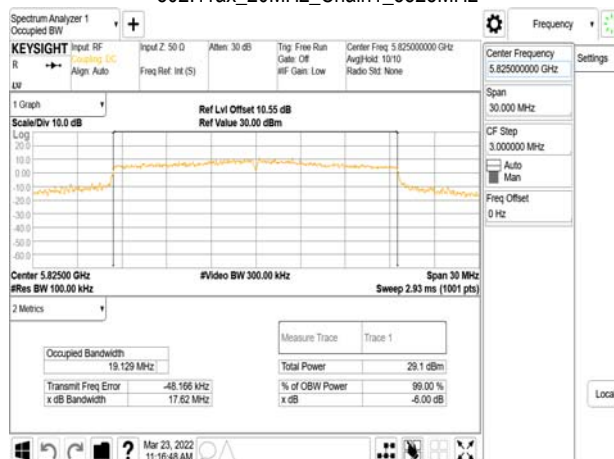 802.11ax_20MHz_Chain1_5825MHz
Spectrum Analyzer 1
Occupied BW
Frequency
KEYSIGHT
R
Input: RF
Coupling: DC
Align: Auto
Input Z: 50 Ω
Freq Ref: Int (S)
Atten: 30 dB
Trig: Free Run
Gate: Off
#IF Gain: Low
Center Freq: 5.825000000 GHz
Avg|Hold: 10/10
Radio Std: None
Center Frequency
5.825000000 GHz
Settings
Span
30.000 MHz
CF Step
3.000000 MHz
Auto
Man
Freq Offset
0 Hz
Local
1 Graph
Scale/Div 10.0 dB
Ref Lvl Offset 10.55 dB
Ref Value 30.00 dBm
Log
20.0
10.0
0.00
-10.0
-20.0
-30.0
-40.0
-50.0
-60.0
Center 5.82500 GHz
#Video BW 300.00 kHz
Span 30 MHz
#Res BW 100.00 kHz
Sweep 2.93 ms (1001 pts)
2 Metrics
Measure Trace Trace 1
Occupied Bandwidth
19.129 MHz
Total Power 29.1 dBm
Transmit Freq Error -48.166 kHz
% of OBW Power 99.00 %
x dB Bandwidth 17.62 MHz
x dB -6.00 dB
Mar 23, 2022
11:16:48 AM